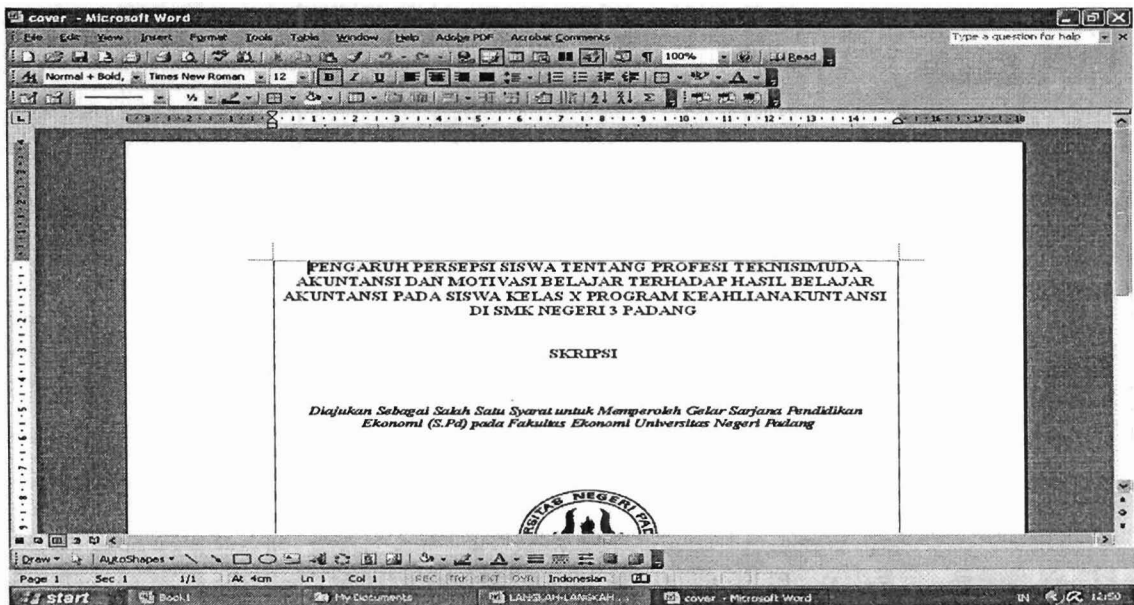 cover - Microsoft Word
File Edit View Insert Format Tools Table Window Help Adobe PDF Acrobat Comments Type a question for help
100% Read
Normal + Bold, Times New Roman 12 B I U
½
PENGARUH PERSEPSI SISWA TENTANG PROFESI TEKNISIMUDA
AKUNTANSI DAN MOTIVASI BELAJAR TERHADAP HASIL BELAJAR
AKUNTANSI PADA SISWA KELAS X PROGRAM KEAHLIANAKUNTANSI
DI SMK NEGERI 3 PADANG
SKRIPSI
Diajukan Sebagai Salah Satu Syarat untuk Memperoleh Gelar Sarjana Pendidikan
Ekonomi (S.Pd) pada Fakultas Ekonomi Universitas Negeri Padang
Draw AutoShapes
Page 1 Sec 1 1/1 At 4cm Ln 1 Col 1 REC TRK EXT OVR Indonesian
start Book1 My Documents LANGKAH-LANGKAH ... cover - Microsoft Word IN 12:50